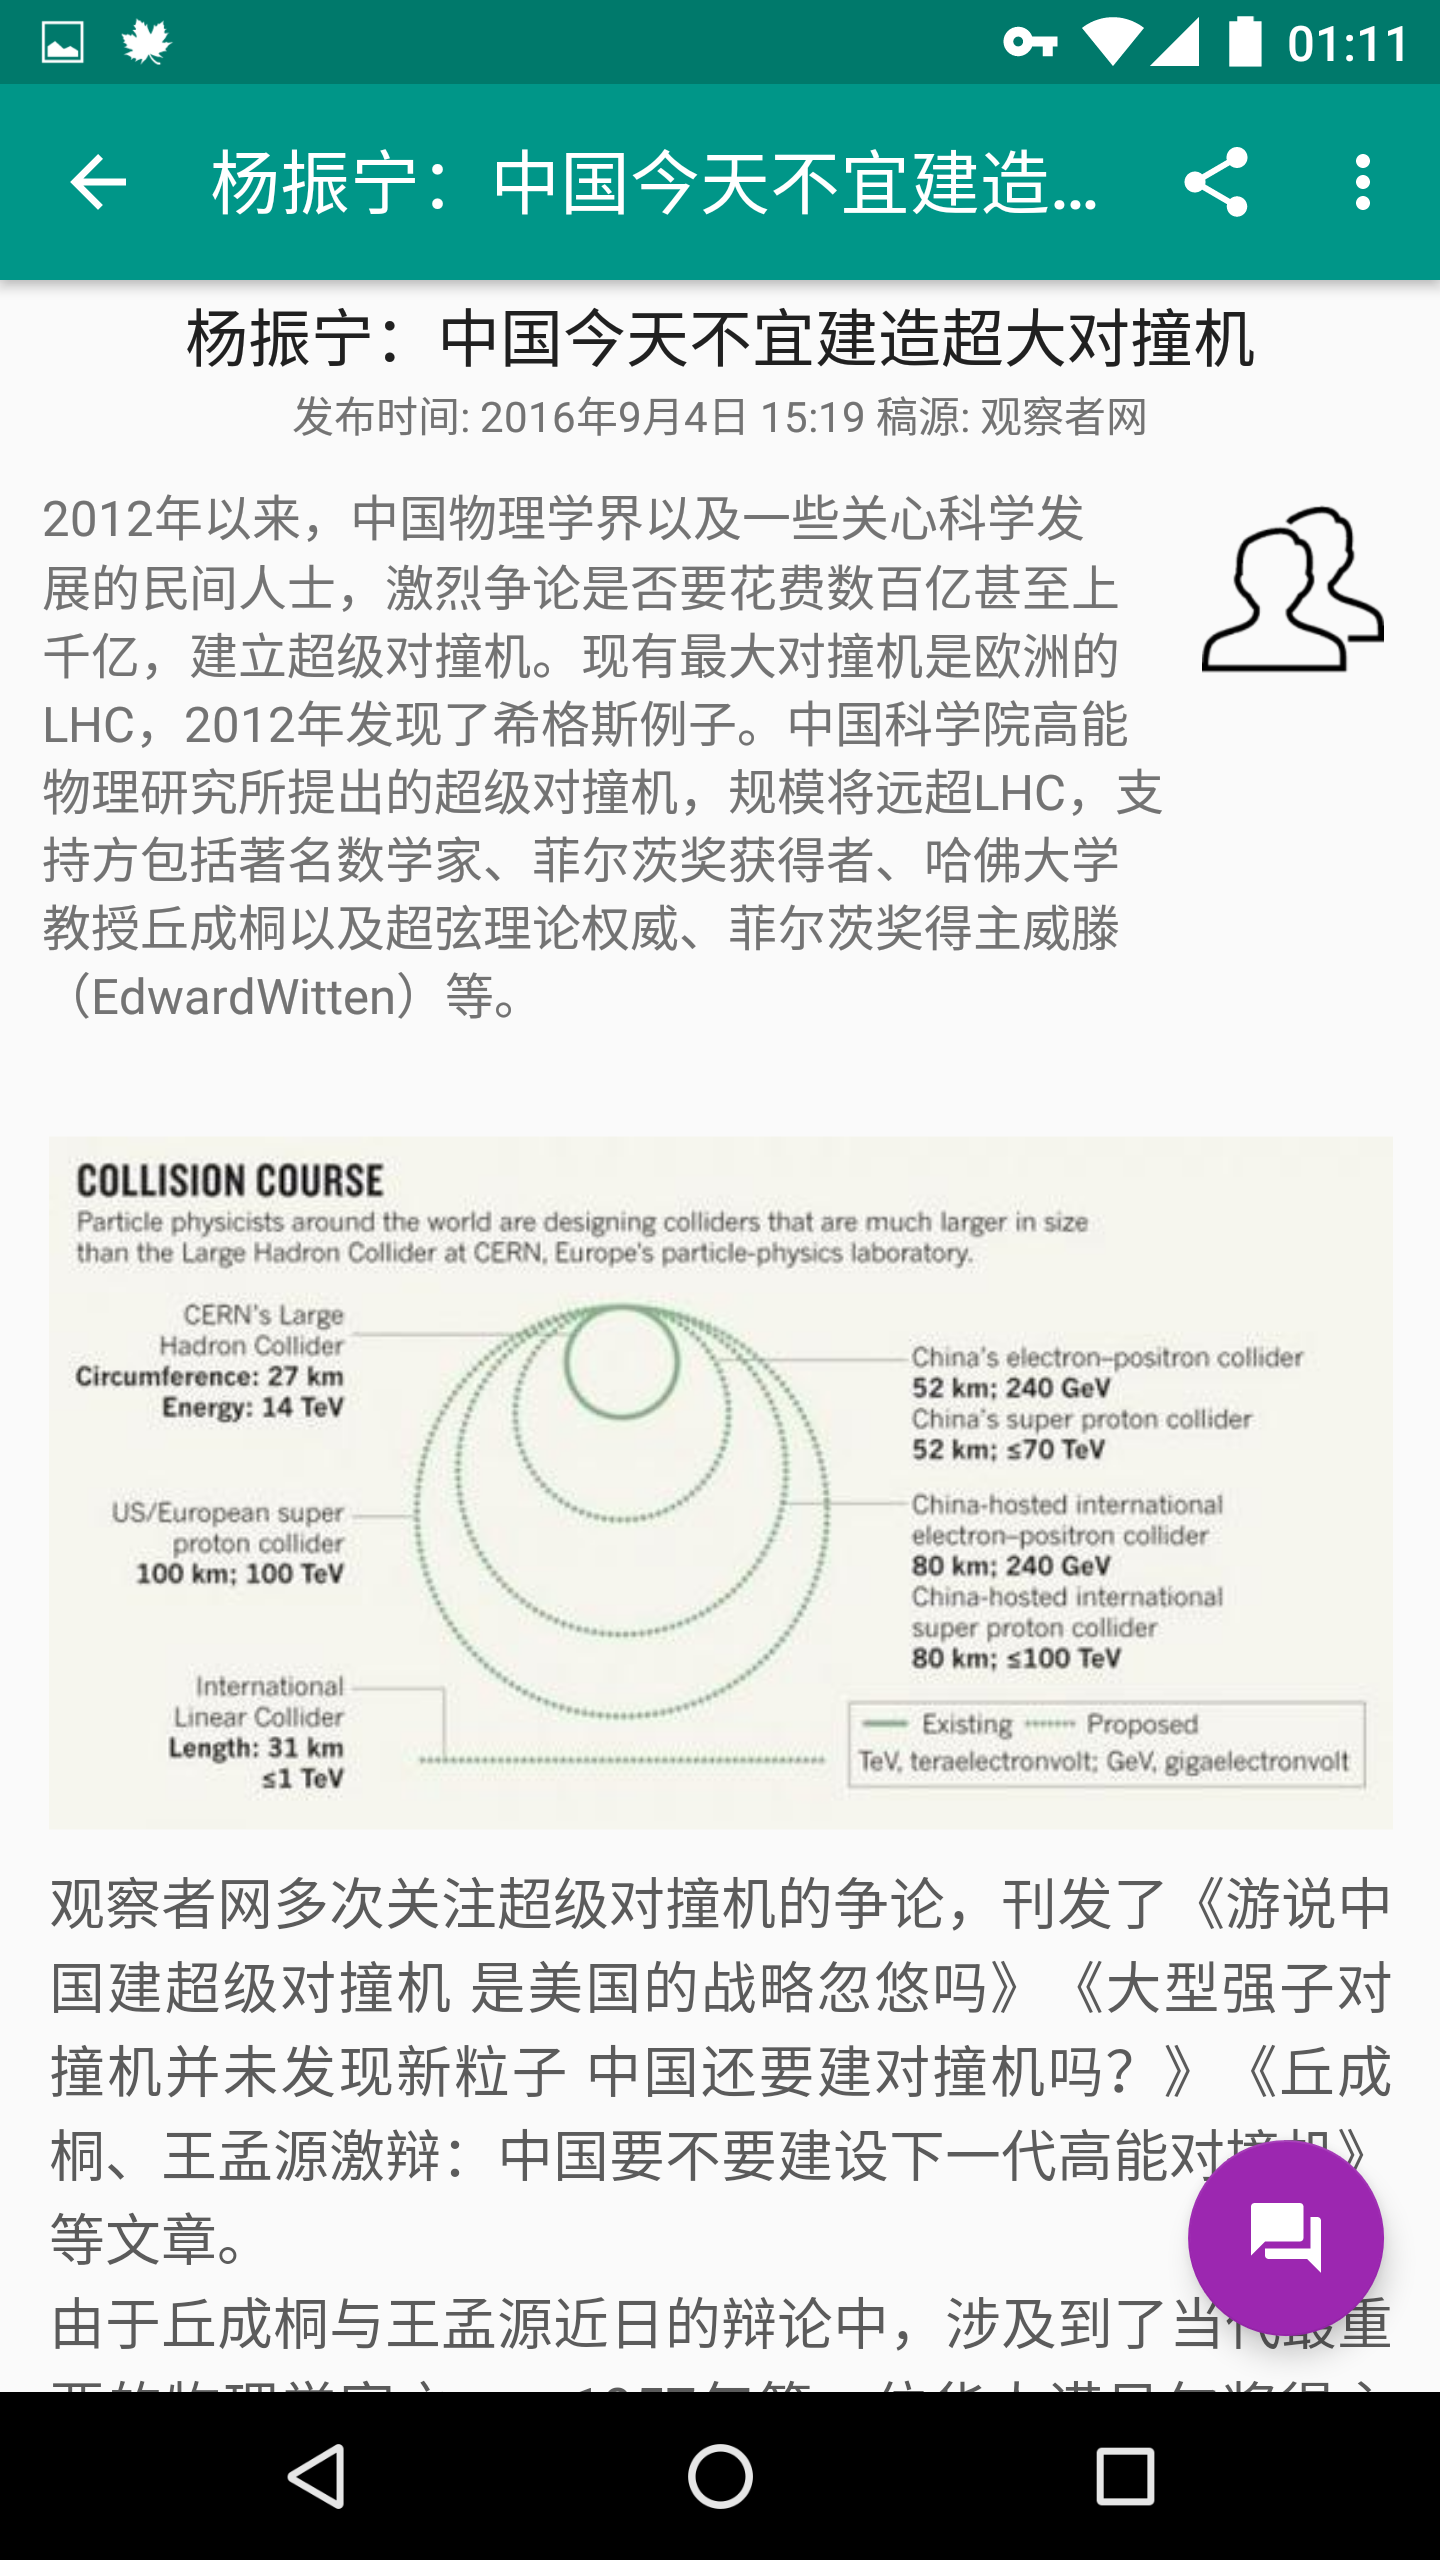 01:11
杨振宁：中国今天不宜建造...
杨振宁：中国今天不宜建造超大对撞机
发布时间: 2016年9月4日 15:19 稿源: 观察者网
2012年以来，中国物理学界以及一些关心科学发
展的民间人士，激烈争论是否要花费数百亿甚至上
千亿，建立超级对撞机。现有最大对撞机是欧洲的
LHC，2012年发现了希格斯例子。中国科学院高能
物理研究所提出的超级对撞机，规模将远超LHC，支
持方包括著名数学家、菲尔茨奖获得者、哈佛大学
教授丘成桐以及超弦理论权威、菲尔茨奖得主威滕
（EdwardWitten）等。
COLLISION COURSE
Particle physicists around the world are designing colliders that are much larger in size
than the Large Hadron Collider at CERN, Europe's particle-physics laboratory.
CERN's Large
Hadron Collider
Circumference: 27 km
Energy: 14 TeV
China's electron–positron collider
52 km; 240 GeV
China's super proton collider
52 km; ≤70 TeV
US/European super
proton collider
100 km; 100 TeV
China-hosted international
electron–positron collider
80 km; 240 GeV
China-hosted international
super proton collider
80 km; ≤100 TeV
International
Linear Collider
Length: 31 km
≤1 TeV
Existing Proposed
TeV, teraelectronvolt; GeV, gigaelectronvolt
观察者网多次关注超级对撞机的争论，刊发了《游说中
国建超级对撞机 是美国的战略忽悠吗》《大型强子对
撞机并未发现新粒子 中国还要建对撞机吗？》《丘成
桐、王孟源激辩：中国要不要建设下一代高能对撞机》
等文章。
由于丘成桐与王孟源近日的辩论中，涉及到了当代最重